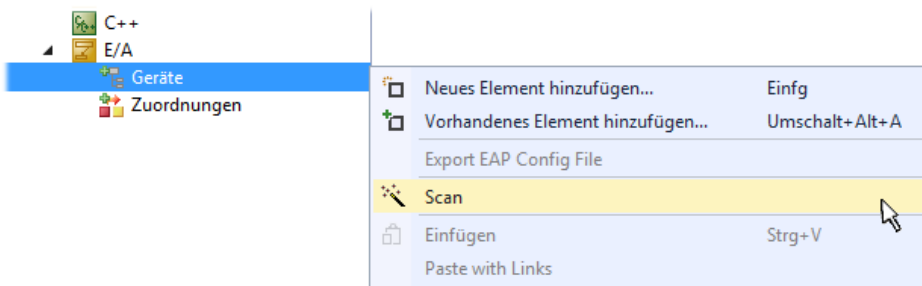 C++
E/A
Geräte
Zuordnungen
Neues Element hinzufügen... Einfg
Vorhandenes Element hinzufügen... Umschalt+Alt+A
Export EAP Config File
Scan
Einfügen Strg+V
Paste with Links